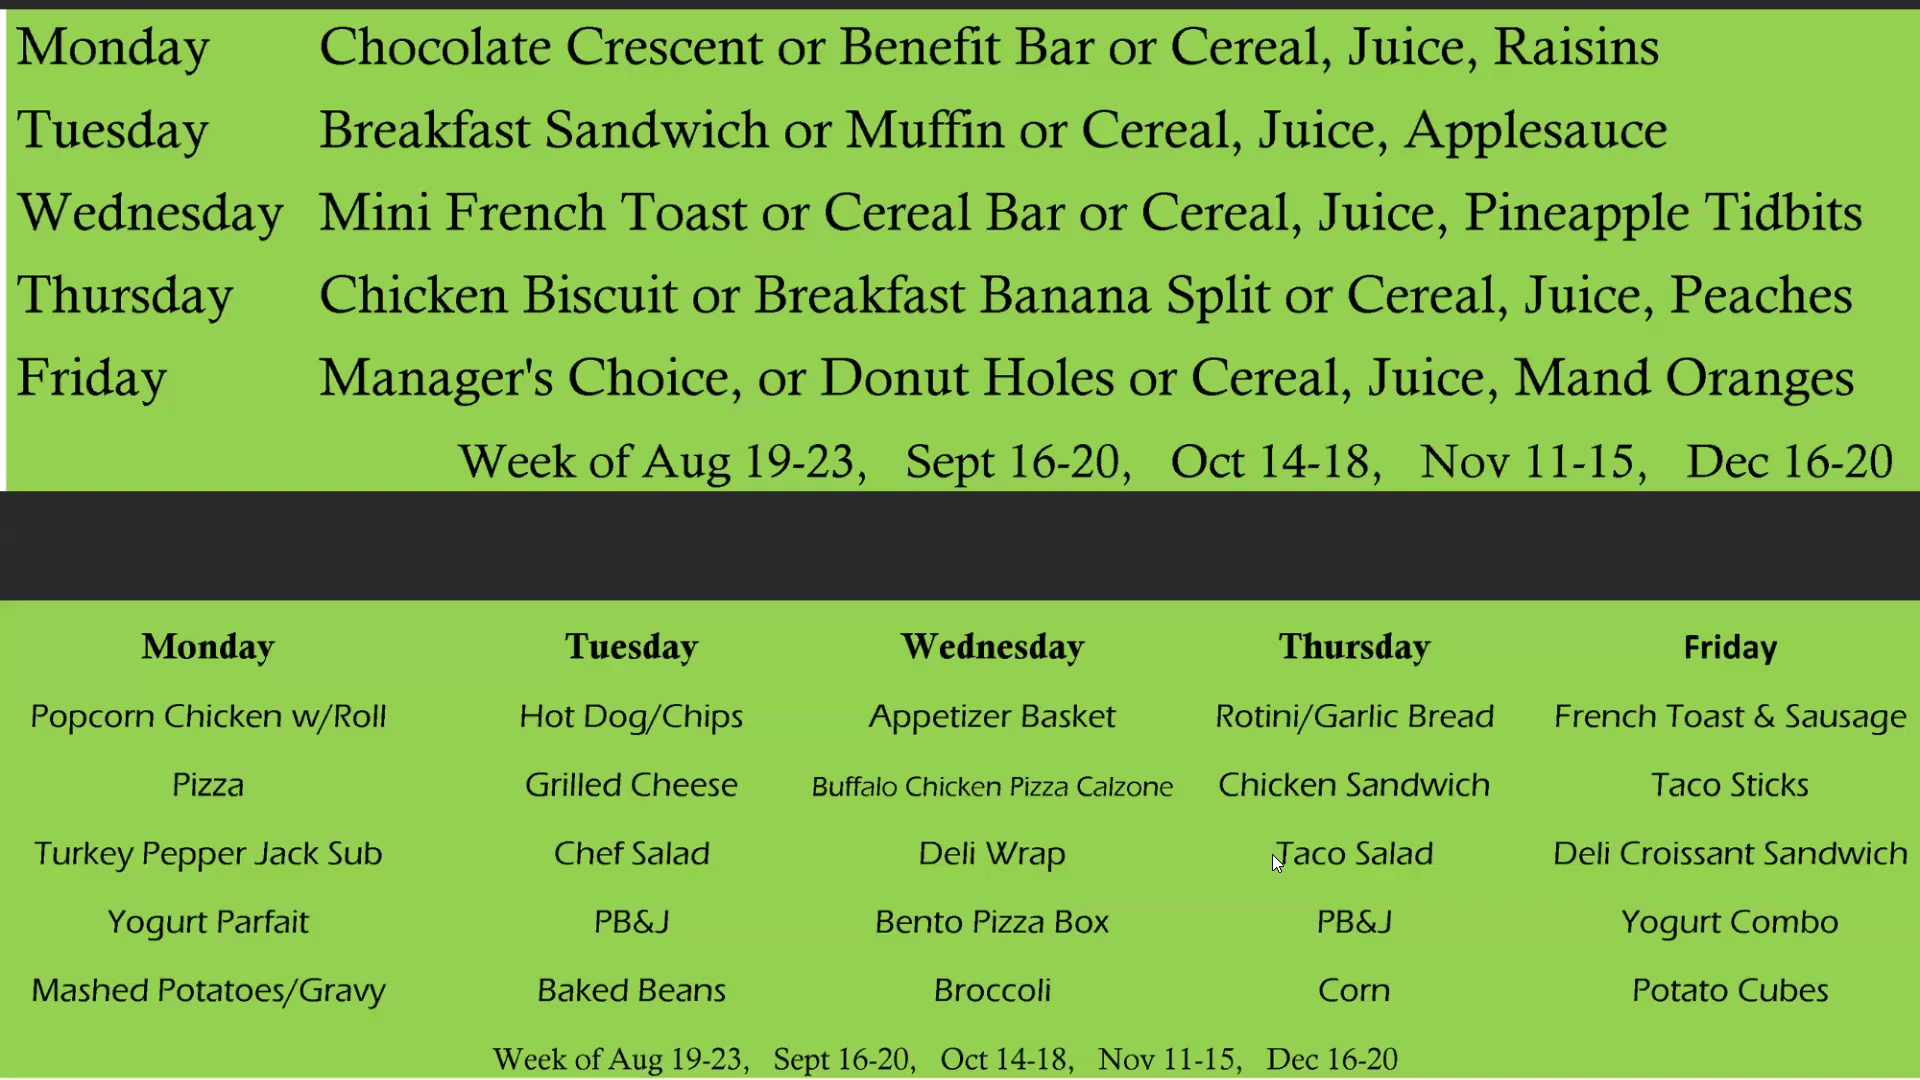 Monday Chocolate Crescent or Benefit Bar or Cereal, Juice, Raisins
Tuesday Breakfast Sandwich or Muffin or Cereal, Juice, Applesauce
Wednesday Mini French Toast or Cereal Bar or Cereal, Juice, Pineapple Tidbits
Thursday Chicken Biscuit or Breakfast Banana Split or Cereal, Juice, Peaches
Friday Manager's Choice, or Donut Holes or Cereal, Juice, Mand Oranges
Week of Aug 19-23, Sept 16-20, Oct 14-18, Nov 11-15, Dec 16-20
Monday Tuesday Wednesday Thursday Friday
Popcorn Chicken w/Roll Hot Dog/Chips Appetizer Basket Rotini/Garlic Bread French Toast & Sausage
Pizza Grilled Cheese Buffalo Chicken Pizza Calzone Chicken Sandwich Taco Sticks
Turkey Pepper Jack Sub Chef Salad Deli Wrap Taco Salad Deli Croissant Sandwich
Yogurt Parfait PB&J Bento Pizza Box PB&J Yogurt Combo
Mashed Potatoes/Gravy Baked Beans Broccoli Corn Potato Cubes
Week of Aug 19-23, Sept 16-20, Oct 14-18, Nov 11-15, Dec 16-20